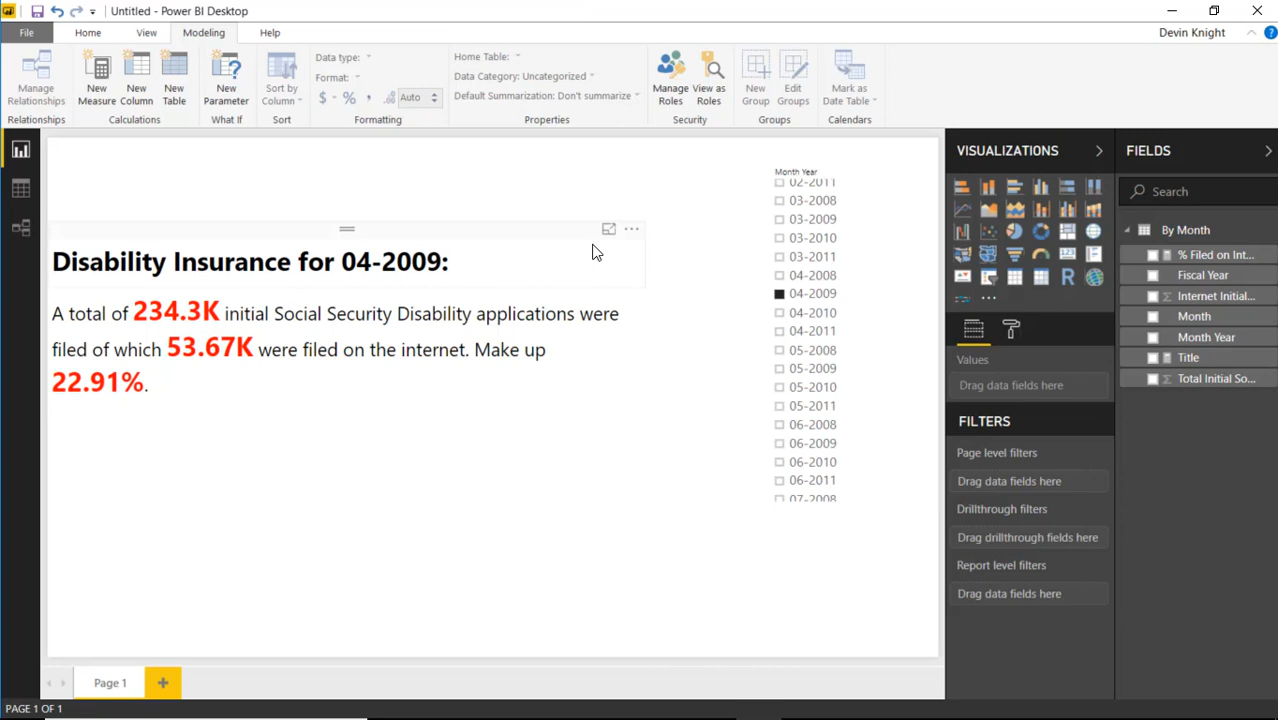 Untitled - Power BI Desktop
File
Home
View
Modeling
Help
Devin Knight
Manage
Relationships
New
Measure
New
Column
New
Table
New
Parameter
Sort by
Column
Data type:
Format:
$ - % , Auto
Home Table:
Data Category: Uncategorized
Default Summarization: Don't summarize
Manage
Roles
View as
Roles
New
Group
Edit
Groups
Mark as
Date Table
Relationships
Calculations
What If
Sort
Formatting
Properties
Security
Groups
Calendars
Disability Insurance for 04-2009:
A total of 234.3K initial Social Security Disability applications were
filed of which 53.67K were filed on the internet. Make up
22.91%.
Month Year
02-2011
03-2008
03-2009
03-2010
03-2011
04-2008
04-2009
04-2010
04-2011
05-2008
05-2009
05-2010
05-2011
06-2008
06-2009
06-2010
06-2011
07-2008
VISUALIZATIONS
R
Values
Drag data fields here
FILTERS
Page level filters
Drag data fields here
Drillthrough filters
Drag drillthrough fields here
Report level filters
Drag data fields here
FIELDS
Search
By Month
% Filed on Int...
Fiscal Year
Internet Initial...
Month
Month Year
Title
Total Initial So...
Page 1
PAGE 1 OF 1